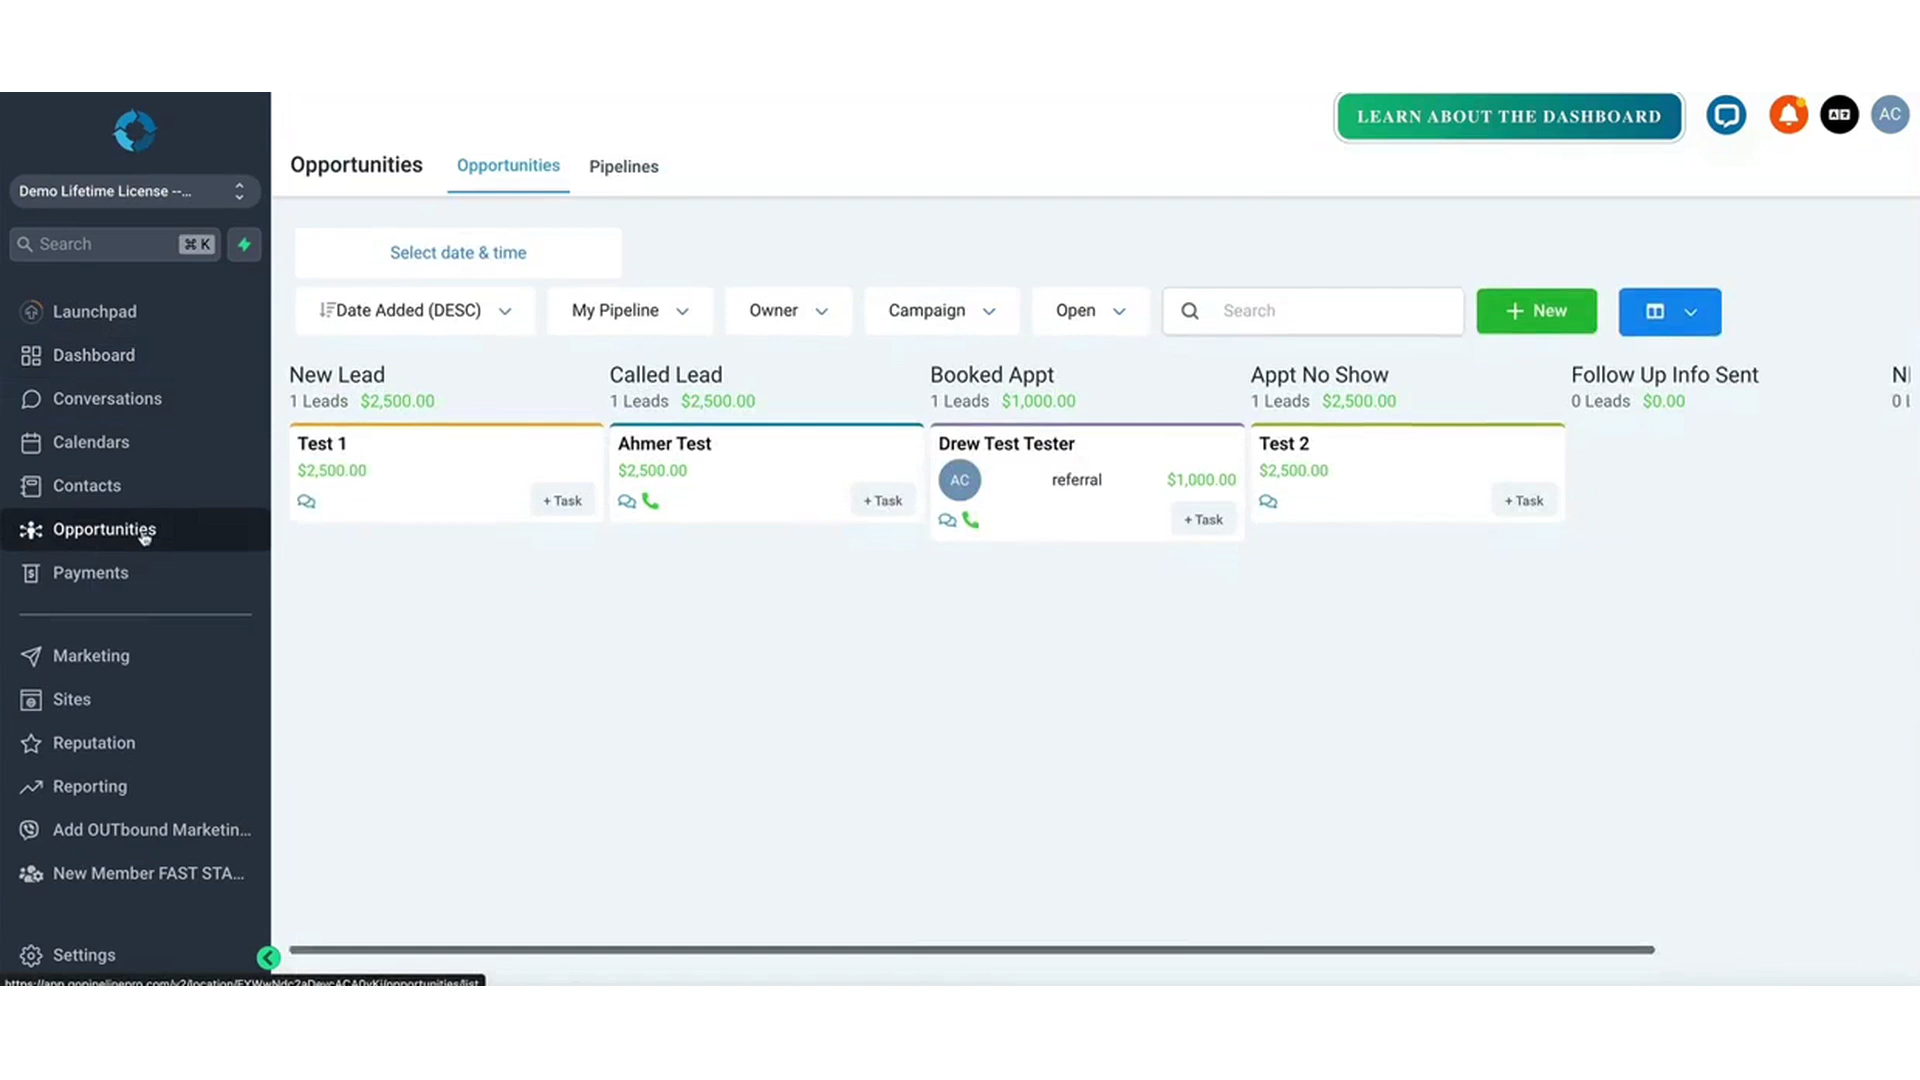 LEARN ABOUT THE DASHBOARD
AC
Opportunities
Opportunities
Pipelines
Demo Lifetime License --...
Search
⌘ K
Launchpad
Dashboard
Conversations
Calendars
Contacts
Opportunities
Payments
Marketing
Sites
Reputation
Reporting
Add OUTbound Marketin...
New Member FAST STA...
Settings
Select date & time
Date Added (DESC)
My Pipeline
Owner
Campaign
Open
Search
+ New
New Lead
1 Leads $2,500.00
Test 1
$2,500.00
+ Task
Called Lead
1 Leads $2,500.00
Ahmer Test
$2,500.00
+ Task
Booked Appt
1 Leads $1,000.00
Drew Test Tester
AC
referral
$1,000.00
+ Task
Appt No Show
1 Leads $2,500.00
Test 2
$2,500.00
+ Task
Follow Up Info Sent
0 Leads $0.00